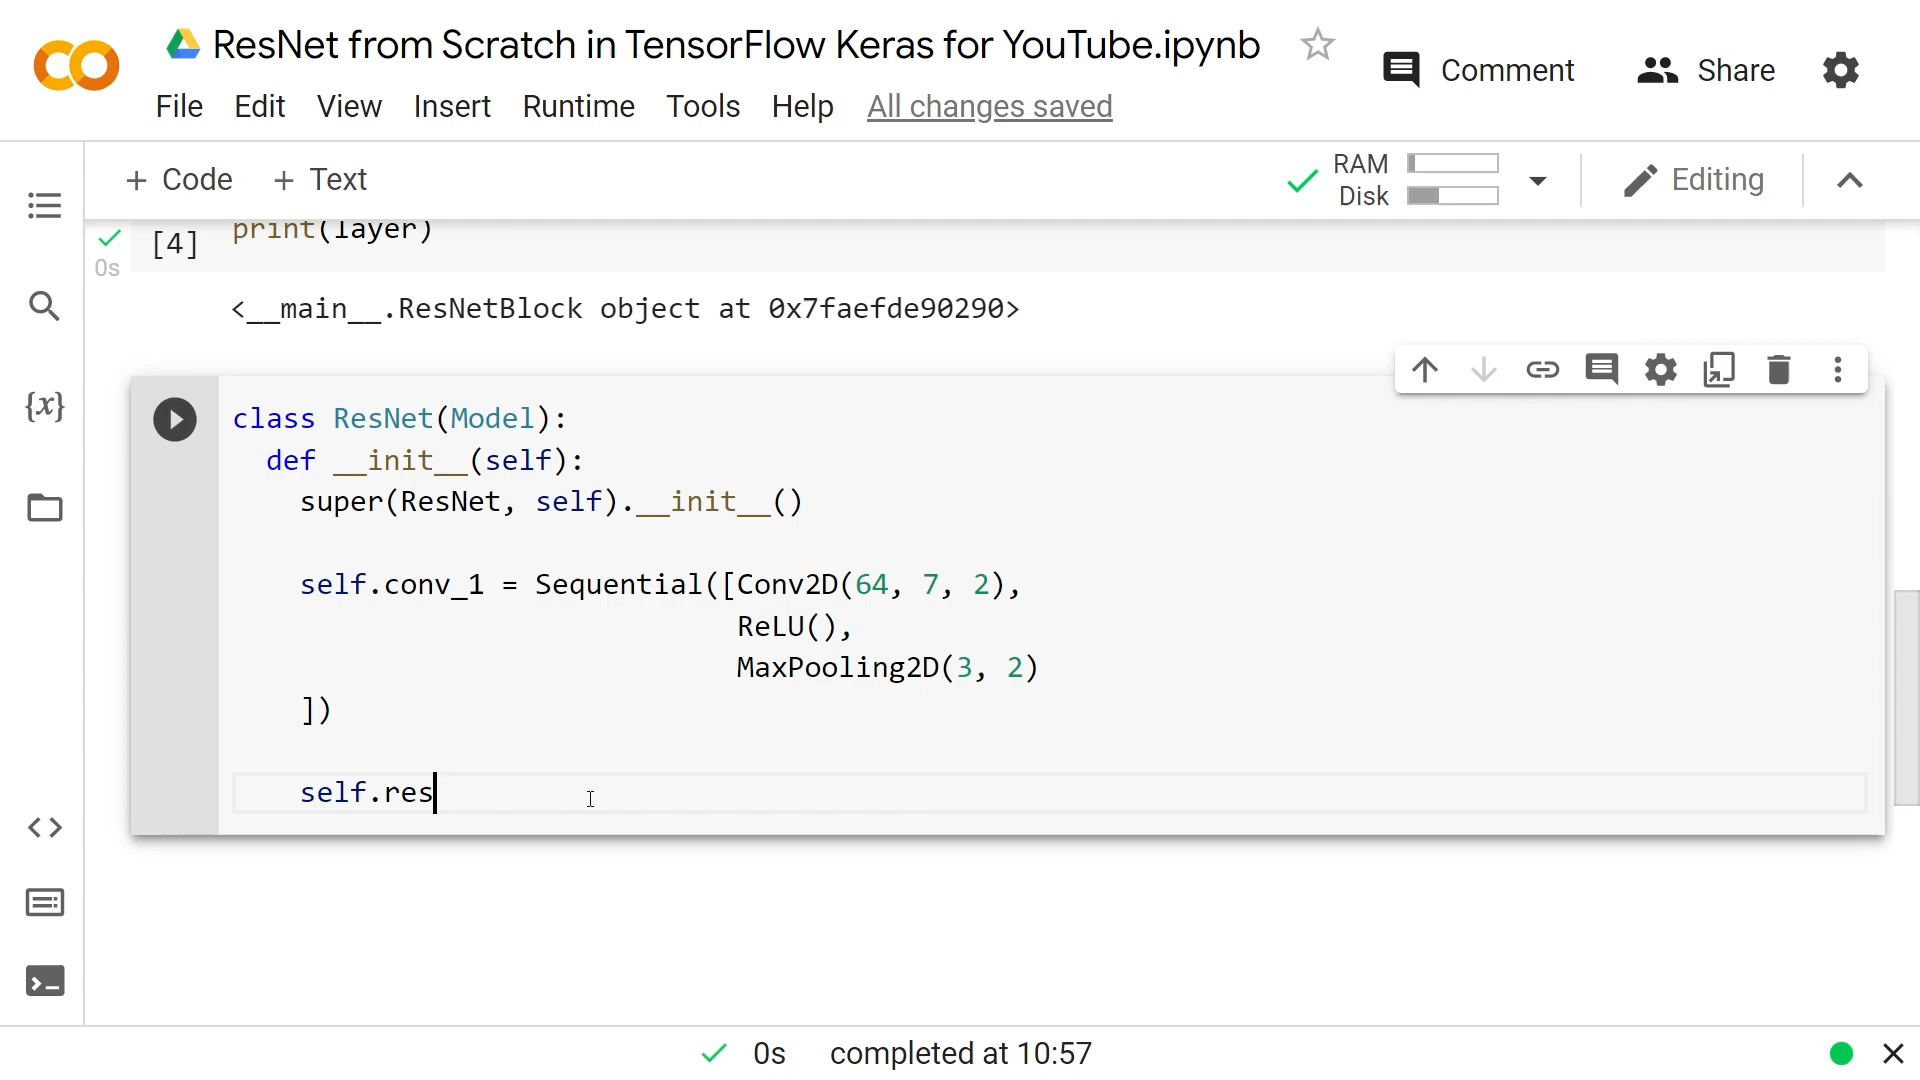 ResNet from Scratch in TensorFlow Keras for YouTube.ipynb
Comment
Share
File Edit View Insert Runtime Tools Help All changes saved
+ Code + Text
RAM
Disk
Editing
[4] print(layer)
0s
<__main__.ResNetBlock object at 0x7faefde90290>
{x}
class ResNet(Model):
  def __init__(self):
    super(ResNet, self).__init__()
    self.conv_1 = Sequential([Conv2D(64, 7, 2),
                              ReLU(),
                              MaxPooling2D(3, 2)
    ])
    self.res
0s completed at 10:57